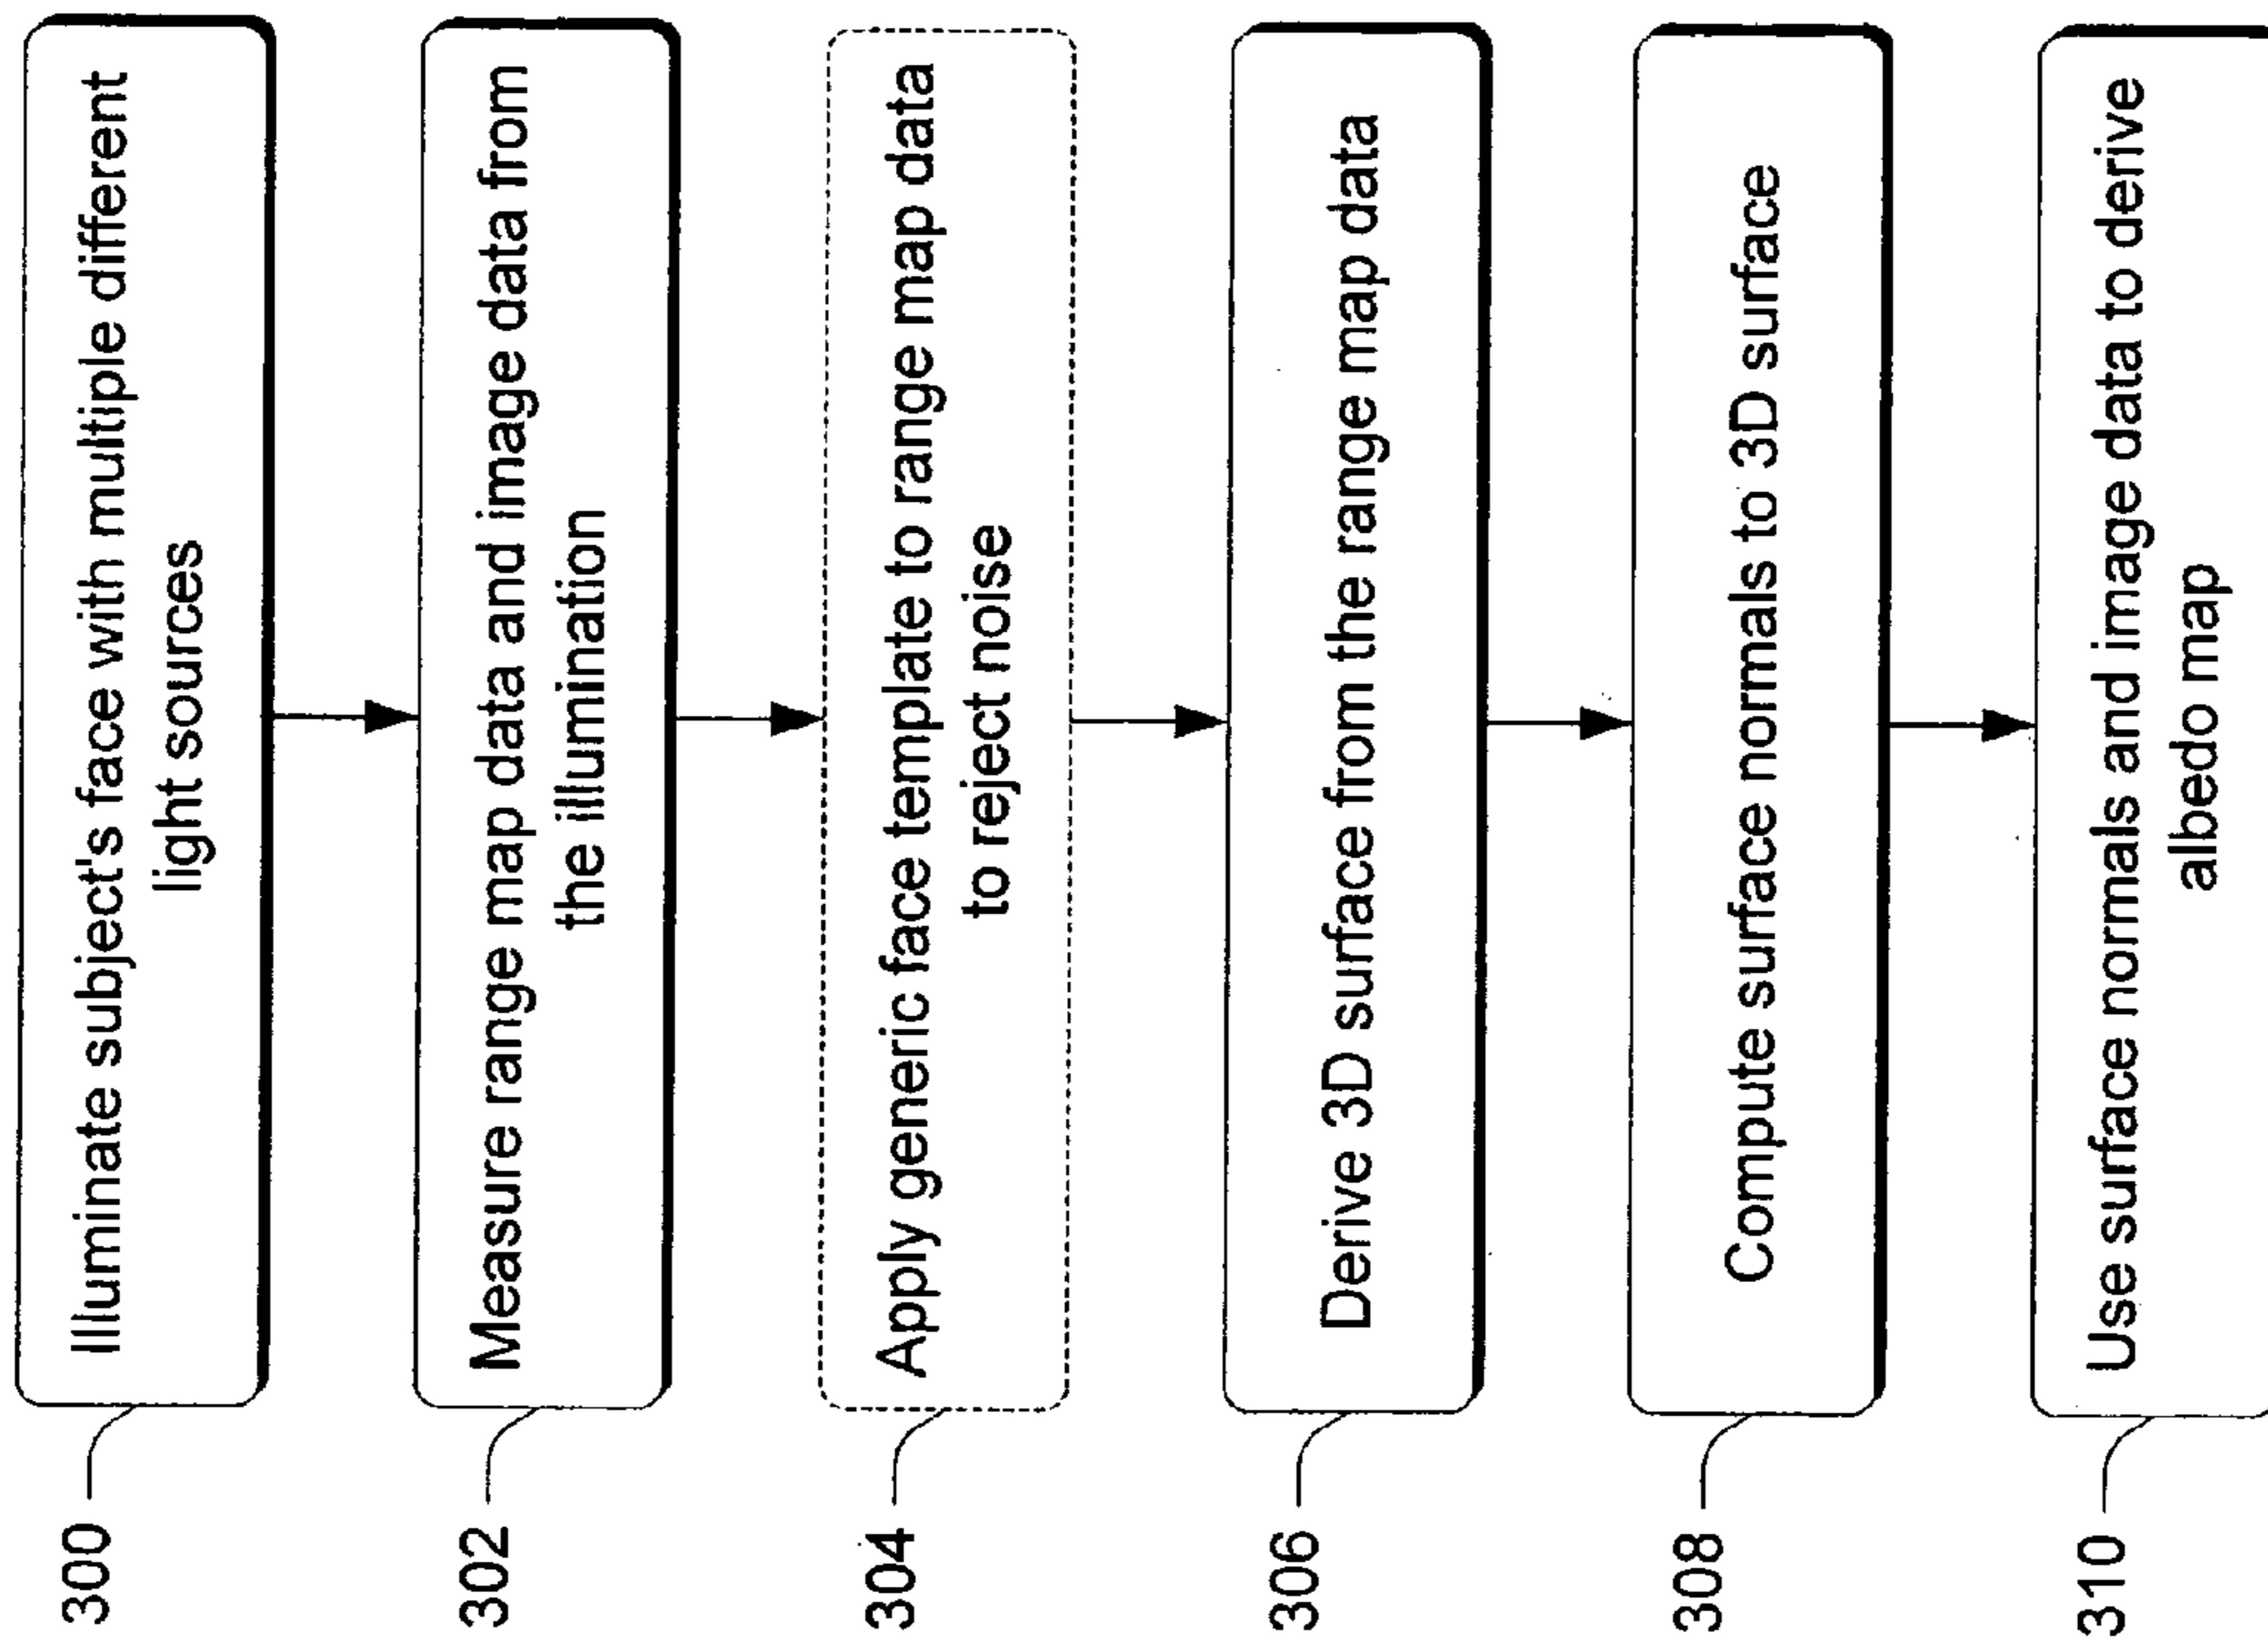 300
Illuminate subject's face with multiple different
light sources
302
Measure range map data and image data from
the illumination
304
Apply generic face template to range map data
to reject noise
306
Derive 3D surface from the range map data
308
Compute surface normals to 3D surface
310
Use surface normals and image data to derive
albedo map